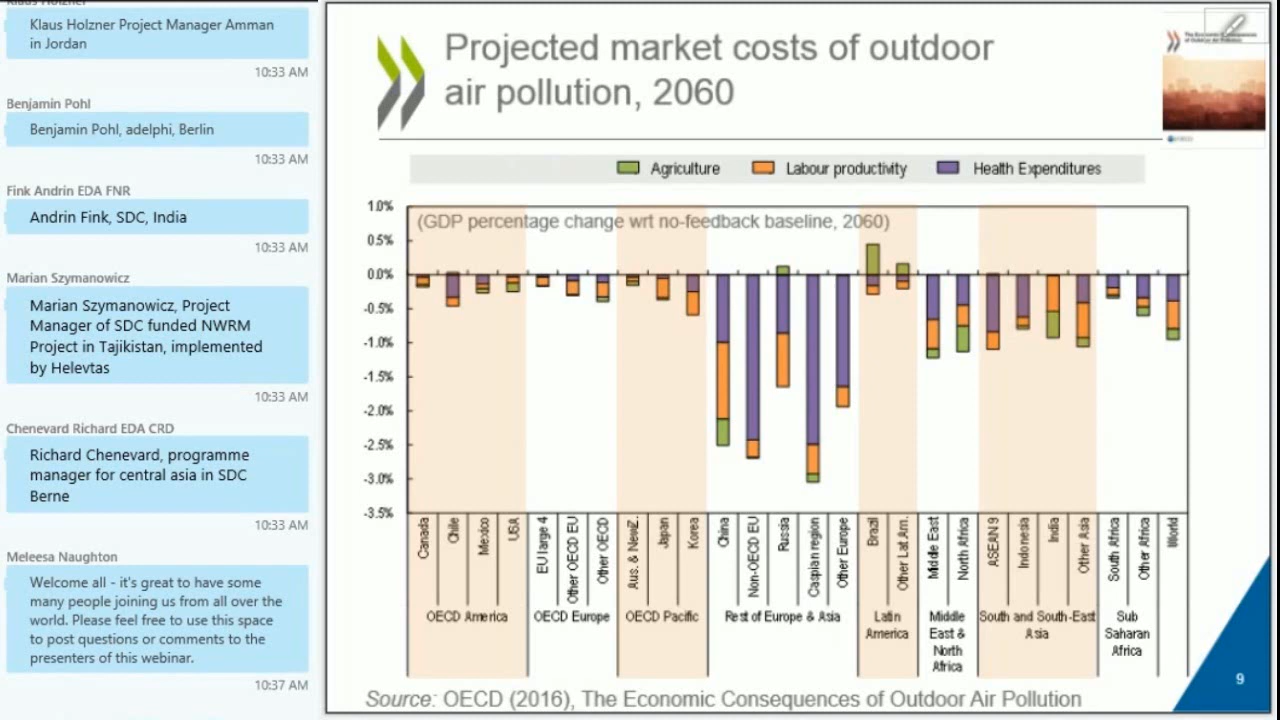 Klaus Holzner
Klaus Holzner Project Manager Amman
in Jordan
10:33 AM
Benjamin Pohl
Benjamin Pohl, adelphi, Berlin
10:33 AM
Fink Andrin EDA FNR
Andrin Fink, SDC, India
10:33 AM
Marian Szymanowicz
Marian Szymanowicz, Project
Manager of SDC funded NWRM
Project in Tajikistan, implemented
by Helevtas
10:33 AM
Chenevard Richard EDA CRD
Richard Chenevard, programme
manager for central asia in SDC
Berne
10:33 AM
Meleesa Naughton
Welcome all - it's great to have some
many people joining us from all over the
world. Please feel free to use this space
to post questions or comments to the
presenters of this webinar.
10:37 AM
Projected market costs of outdoor
air pollution, 2060
Agriculture Labour productivity Health Expenditures
(GDP percentage change wrt no-feedback baseline, 2060)
1.0%
0.5%
0.0%
-0.5%
-1.0%
-1.5%
-2.0%
-2.5%
-3.0%
-3.5%
Canada
Chile
Mexico
USA
EU large 4
Other OECD EU
Other OECD
Aus. & NewZ.
Japan
Korea
China
Non-OECD EU
Russia
Caspian region
Other Europe
Brazil
Other Lat.Am.
Middle East
North Africa
ASEAN 9
Indonesia
India
Other Asia
South Africa
Other Africa
World
OECD America
OECD Europe
OECD Pacific
Rest of Europe & Asia
Latin
America
Middle
East &
North
Africa
South and South-East
Asia
Sub
Saharan
Africa
Source: OECD (2016), The Economic Consequences of Outdoor Air Pollution
9